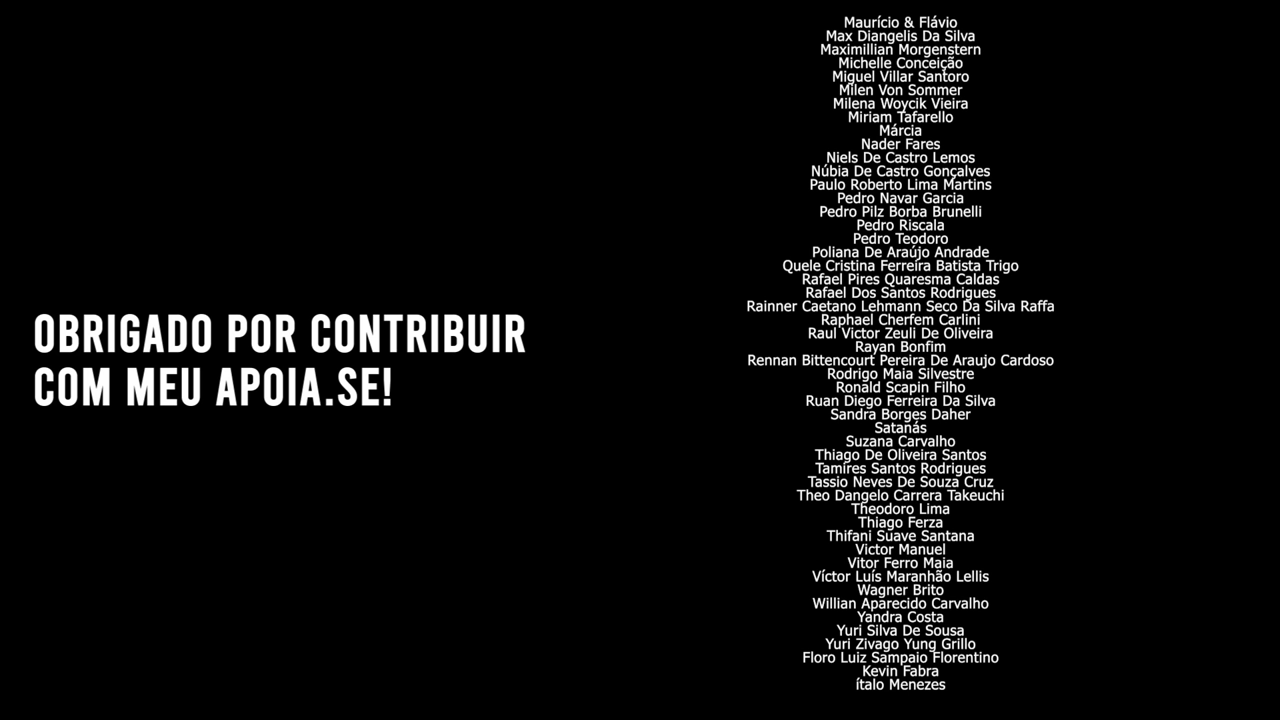 OBRIGADO POR CONTRIBUIR
COM MEU APOIA.SE!
Maurício & Flávio
Max Diangelis Da Silva
Maximillian Morgenstern
Michelle Conceição
Miguel Villar Santoro
Milen Von Sommer
Milena Woycik Vieira
Miriam Tafarello
Márcia
Nader Fares
Niels De Castro Lemos
Núbia De Castro Gonçalves
Paulo Roberto Lima Martins
Pedro Navar Garcia
Pedro Pilz Borba Brunelli
Pedro Riscala
Pedro Teodoro
Poliana De Araújo Andrade
Quele Cristina Ferreira Batista Trigo
Rafael Pires Quaresma Caldas
Rafael Dos Santos Rodrigues
Rainner Caetano Lehmann Seco Da Silva Raffa
Raphael Cherfem Carlini
Raul Victor Zeuli De Oliveira
Rayan Bonfim
Rennan Bittencourt Pereira De Araujo Cardoso
Rodrigo Maia Silvestre
Ronald Scapin Filho
Ruan Diego Ferreira Da Silva
Sandra Borges Daher
Satanás
Suzana Carvalho
Thiago De Oliveira Santos
Tamíres Santos Rodrigues
Tassio Neves De Souza Cruz
Theo Dangelo Carrera Takeuchi
Theodoro Lima
Thiago Ferza
Thifani Suave Santana
Victor Manuel
Vitor Ferro Maia
Víctor Luís Maranhão Lellis
Wagner Brito
Willian Aparecido Carvalho
Yandra Costa
Yuri Silva De Sousa
Yuri Zivago Yung Grillo
Floro Luiz Sampaio Florentino
Kevin Fabra
ítalo Menezes